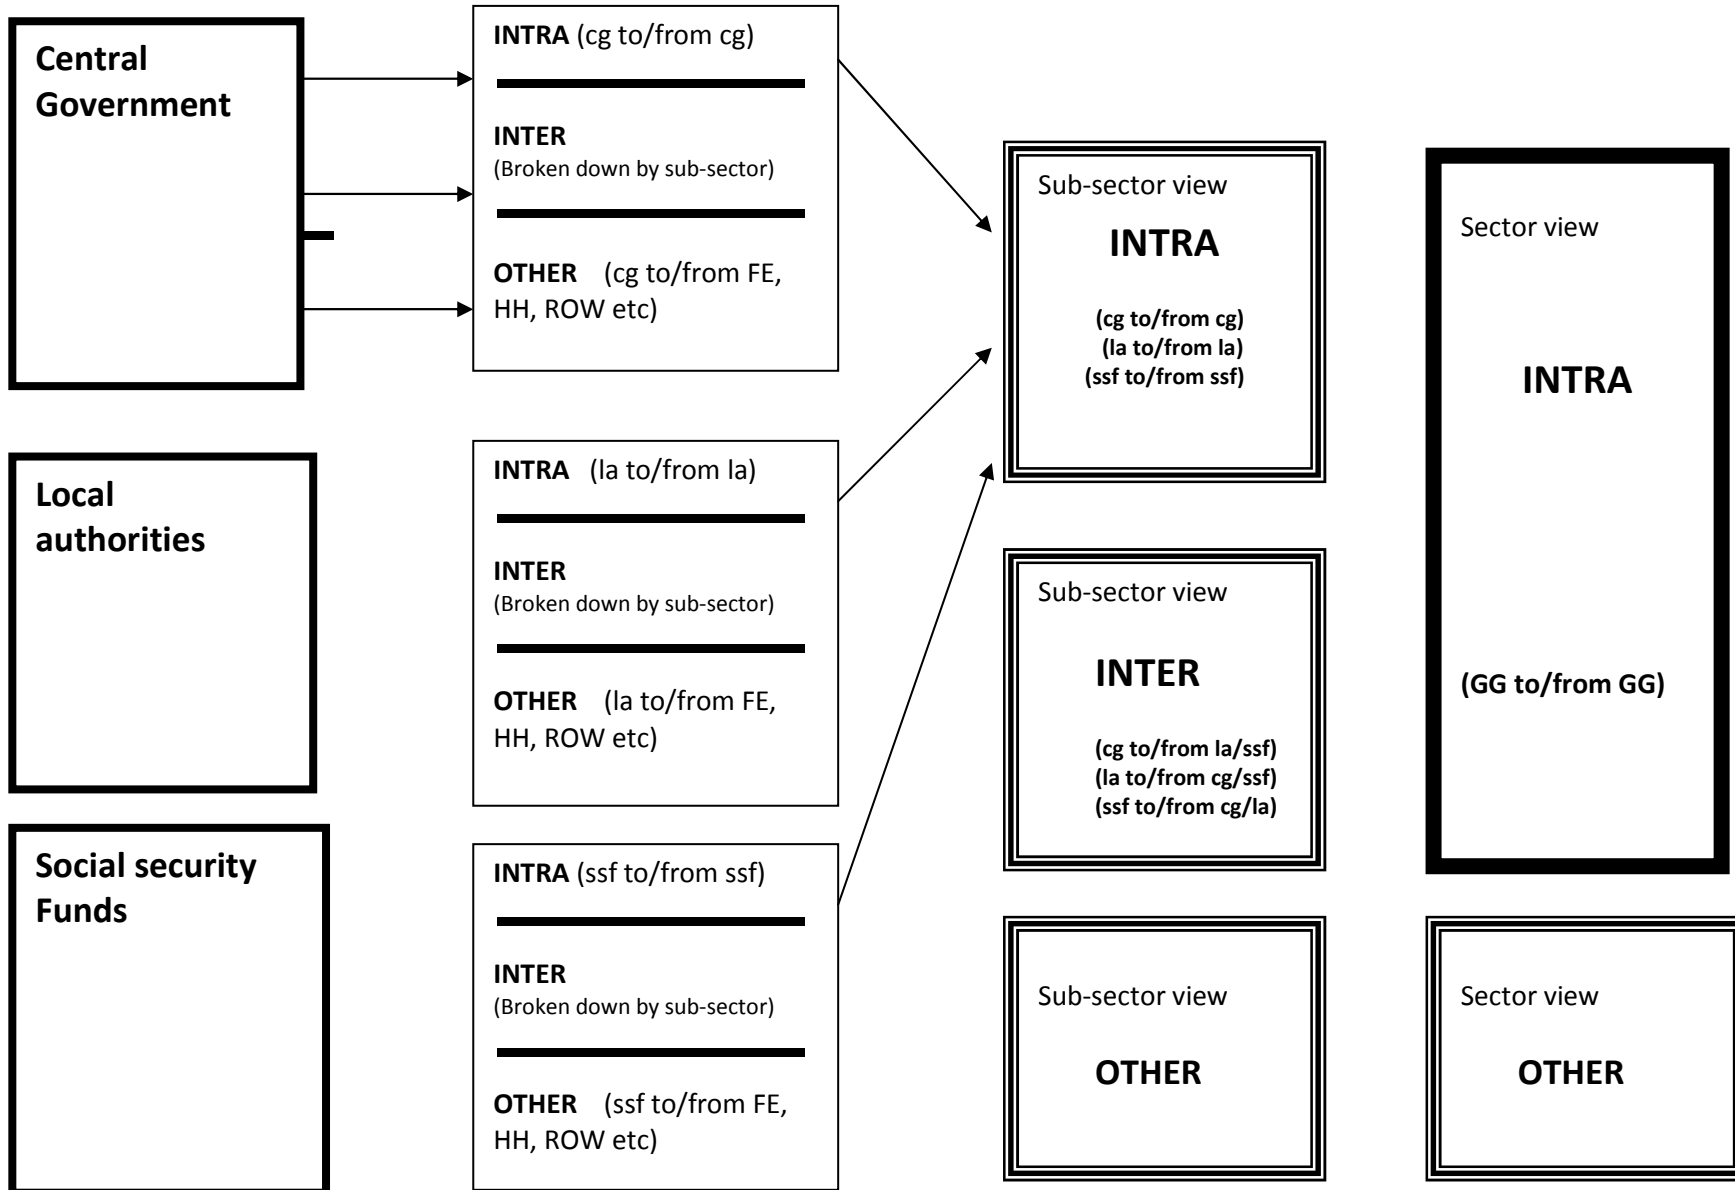 Central
Government
INTRA (cg to/from cg)
INTER
(Broken down by sub-sector)
OTHER (cg to/from FE,
HH, ROW etc)
Local
authorities
INTRA (la to/from la)
INTER
(Broken down by sub-sector)
OTHER (la to/from FE,
HH, ROW etc)
Social security
Funds
INTRA (ssf to/from ssf)
INTER
(Broken down by sub-sector)
OTHER (ssf to/from FE,
HH, ROW etc)
Sub-sector view
INTRA
(cg to/from cg)
(la to/from la)
(ssf to/from ssf)
Sub-sector view
INTER
(cg to/from la/ssf)
(la to/from cg/ssf)
(ssf to/from cg/la)
Sub-sector view
OTHER
Sector view
INTRA
(GG to/from GG)
Sector view
OTHER